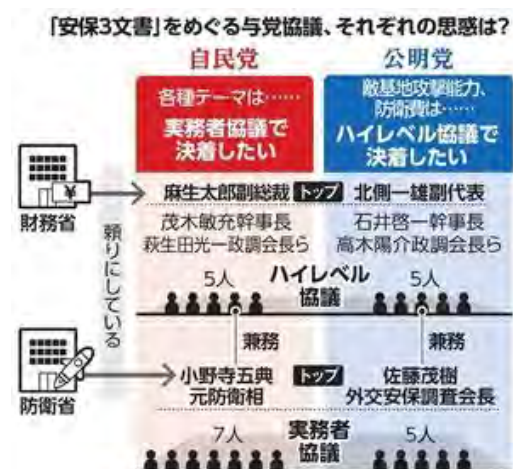 「安保3文書」をめぐる与党協議、それぞれの思惑は?
自民党
公明党
各種テーマは……
実務者協議で
決着したい
敵基地攻撃能力、
防衛費は……
ハイレベル協議で
決着したい
¥
財務省
麻生太郎副総裁 トップ 北側一雄副代表
茂木敏充幹事長
萩生田光一政調会長ら
石井啓一幹事長
高木陽介政調会長ら
頼りにしている
5人 ハイレベル 5人
協議
兼務
兼務
防衛省
小野寺五典 トップ 佐藤茂樹
元防衛相
外交安保調査会長
7人 実務者 5人
協議